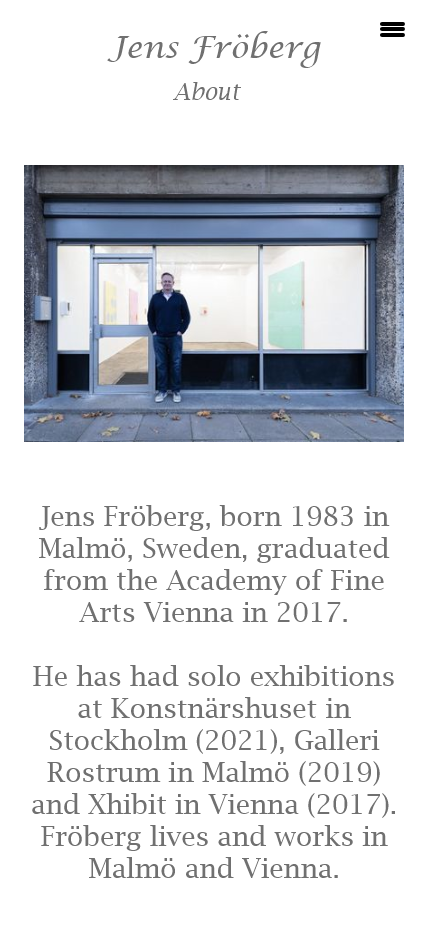 Jens Fröberg
About
Jens Fröberg, born 1983 in
Malmö, Sweden, graduated
from the Academy of Fine
Arts Vienna in 2017.
He has had solo exhibitions
at Konstnärshuset in
Stockholm (2021), Galleri
Rostrum in Malmö (2019)
and Xhibit in Vienna (2017).
Fröberg lives and works in
Malmö and Vienna.